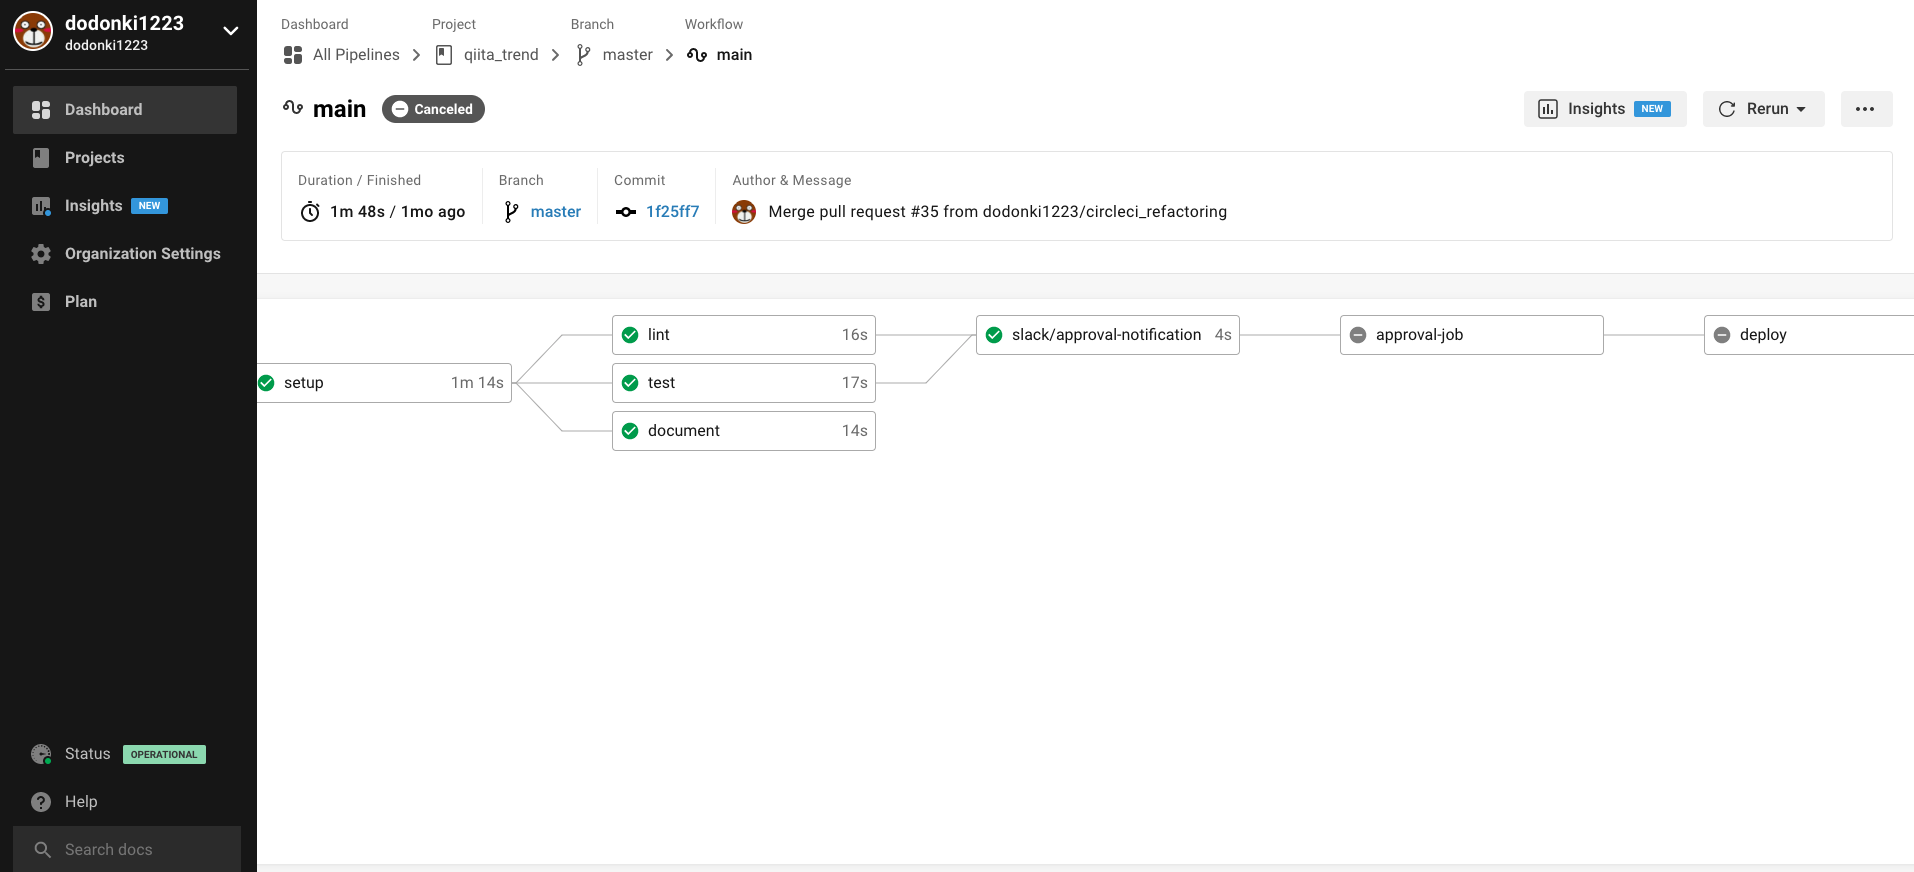 dodonki1223
dodonki1223
Dashboard
Projects
Insights NEW
Organization Settings
Plan
Status OPERATIONAL
Help
Search docs
Dashboard Project Branch Workflow
All Pipelines qiita_trend master main
main Canceled
Insights NEW Rerun
Duration / Finished Branch Commit Author & Message
1m 48s / 1mo ago master 1f25ff7 Merge pull request #35 from dodonki1223/circleci_refactoring
lint 16s slack/approval-notification 4s approval-job deploy
setup 1m 14s test 17s
document 14s